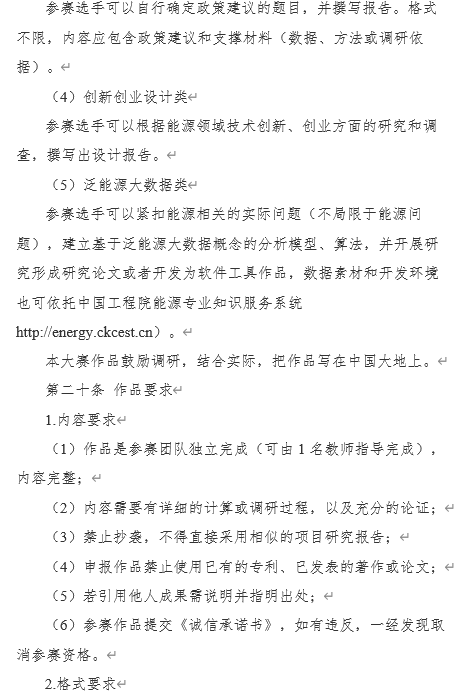 参赛选手可以自行确定政策建议的题目，并撰写报告。格式
不限，内容应包含政策建议和支撑材料（数据、方法或调研依
据）。
（4）创新创业设计类
参赛选手可以根据能源领域技术创新、创业方面的研究和调
查，撰写出设计报告。
（5）泛能源大数据类
参赛选手可以紧扣能源相关的实际问题（不局限于能源问
题），建立基于泛能源大数据概念的分析模型、算法，并开展研
究形成研究论文或者开发为软件工具作品，数据素材和开发环境
也可依托中国工程院能源专业知识服务系统
http://energy.ckcest.cn）。
本大赛作品鼓励调研，结合实际，把作品写在中国大地上。
第二十条 作品要求
1.内容要求
（1）作品是参赛团队独立完成（可由 1 名教师指导完成），
内容完整；
（2）内容需要有详细的计算或调研过程，以及充分的论证；
（3）禁止抄袭，不得直接采用相似的项目研究报告；
（4）申报作品禁止使用已有的专利、已发表的著作或论文；
（5）若引用他人成果需说明并指明出处；
（6）参赛作品提交《诚信承诺书》，如有违反，一经发现取
消参赛资格。
2.格式要求